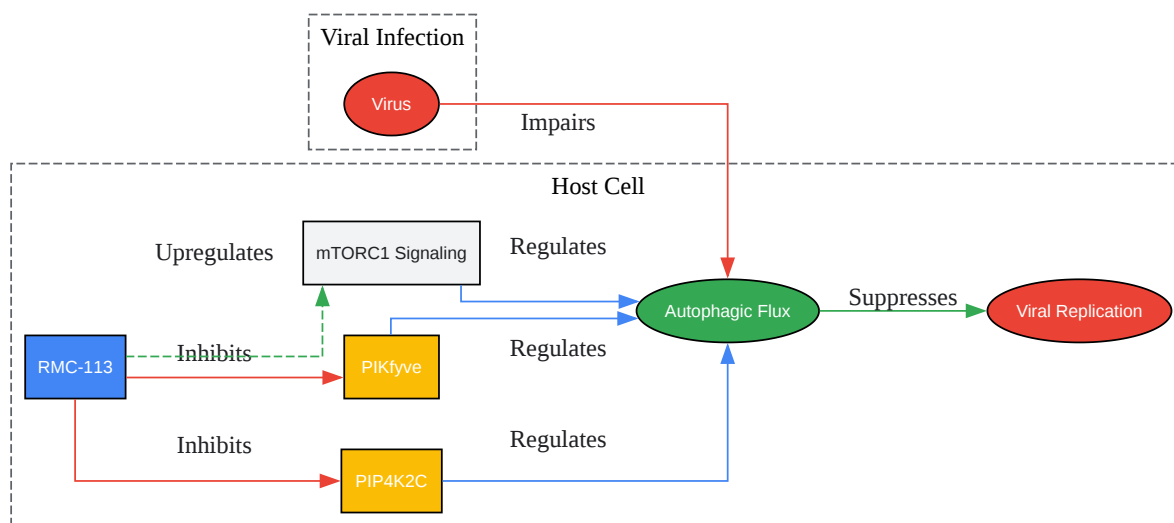 Viral Infection
Virus
Impairs
Host Cell
Upregulates
mTORC1 Signaling
Regulates
Autophagic Flux
Suppresses
Viral Replication
RMC-113
Inhibits
PIKfyve
Regulates
Inhibits
PIP4K2C
Regulates